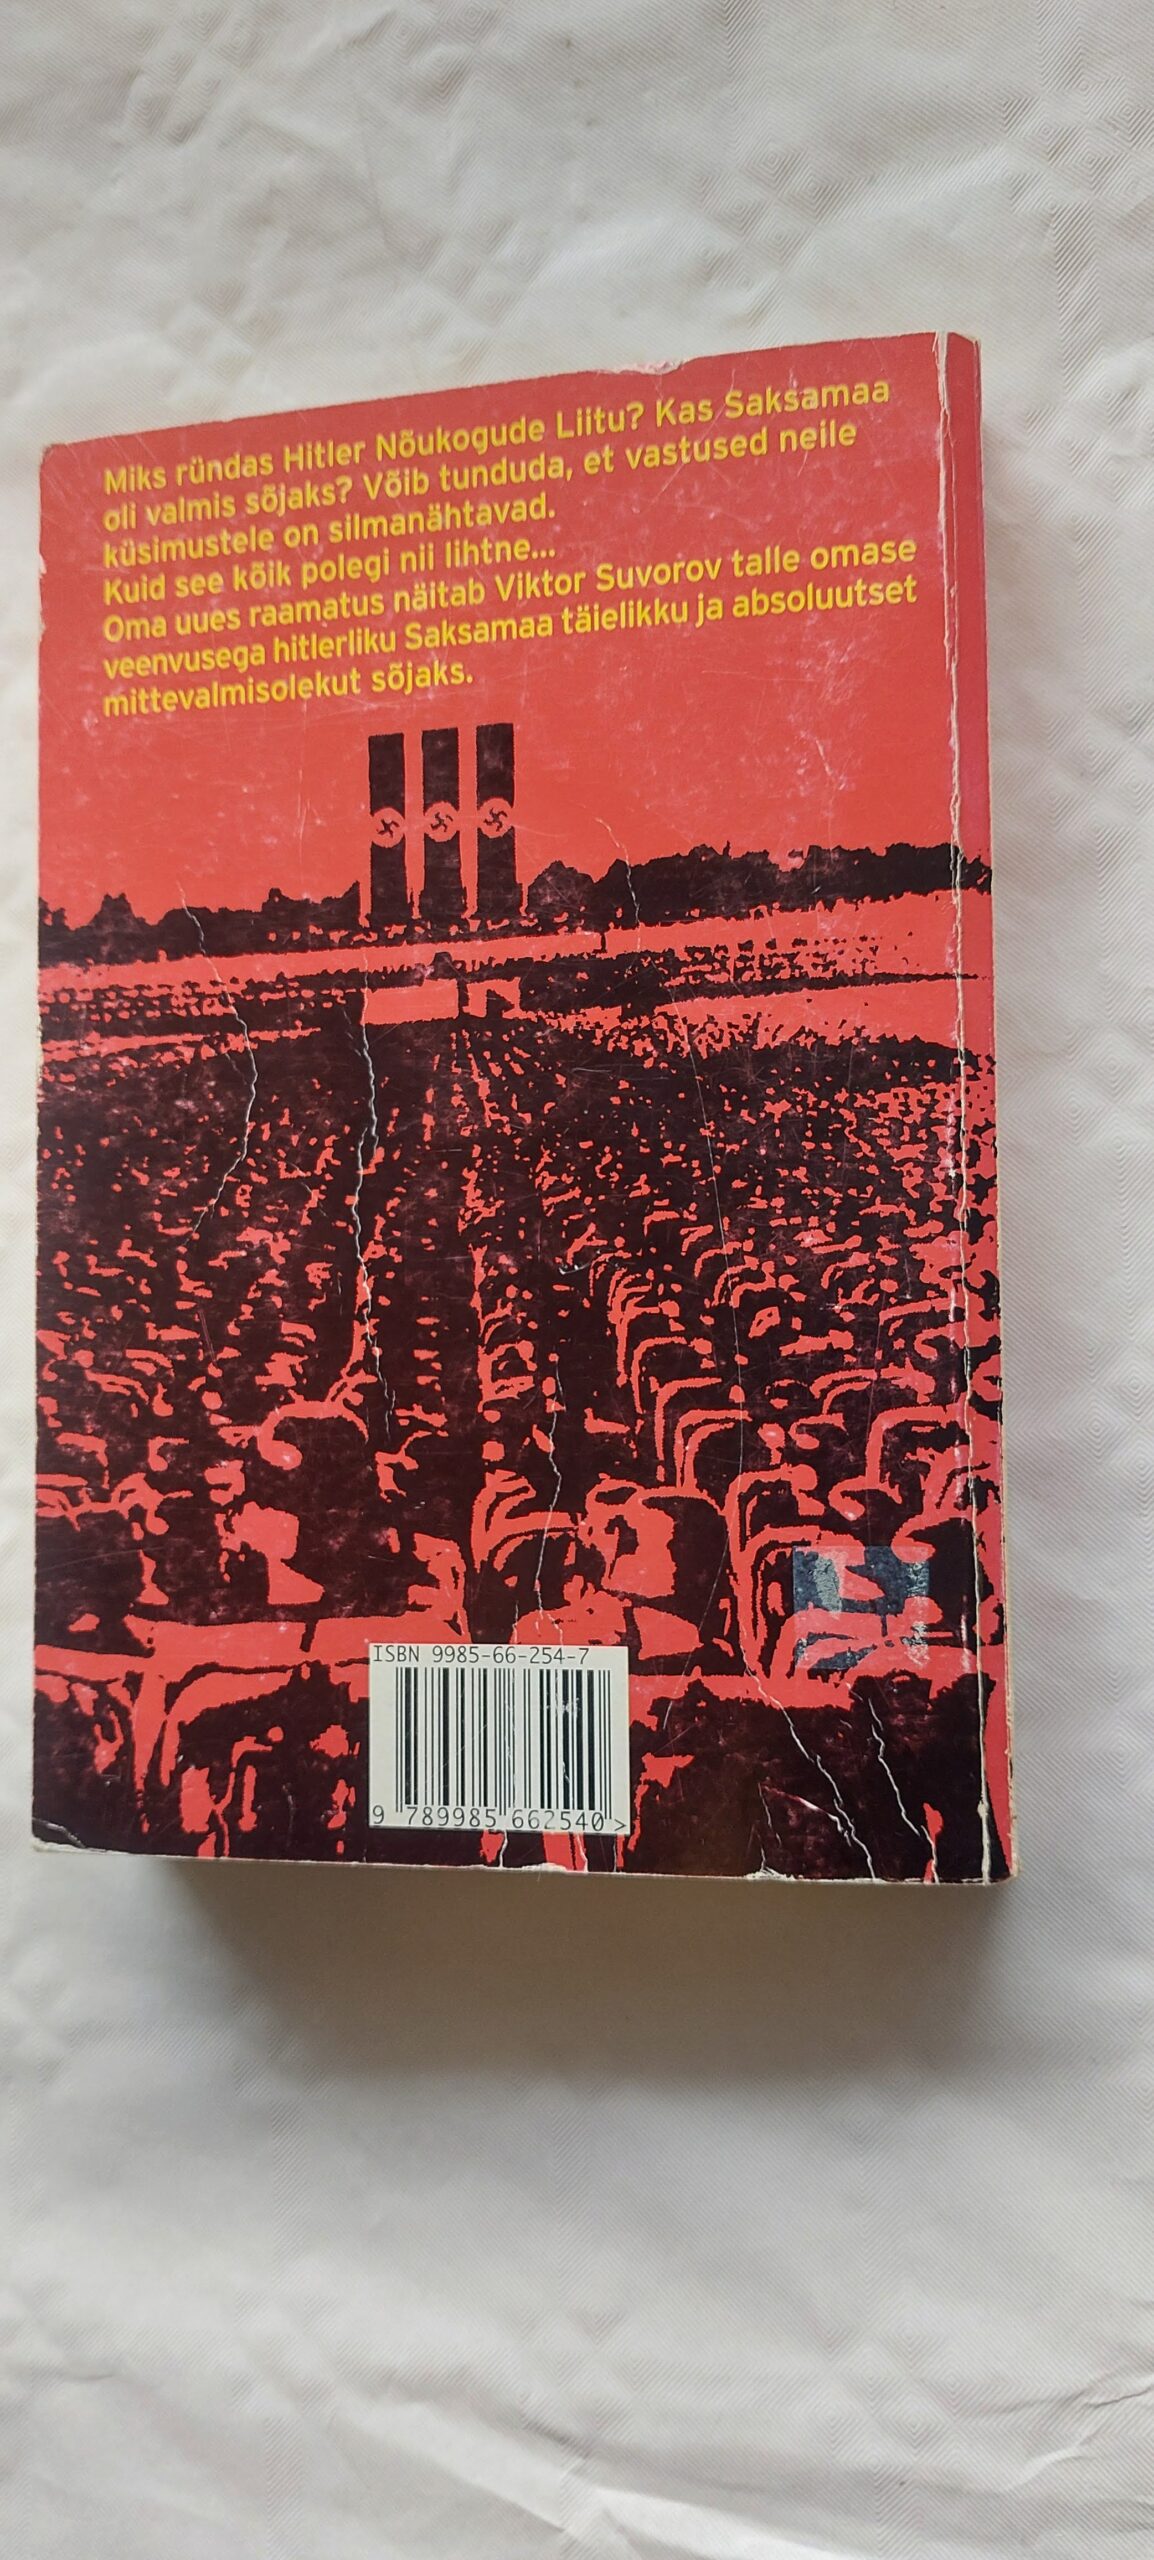 Miks ründas Hitler Nõukogude Liitu? Kas Saksamaa
oli valmis sõjaks? Võib tunduda, et vastused neile
küsimustele on silmanähtavad.
Kuid see kõik polegi nii lihtne...
Oma uues raamatus näitab Viktor Suvorov talle omase
veenvusega hitlerliku Saksamaa täielikku ja absoluutset
mittevalmisolekut sõjaks.
ISBN 9985-66-254-7
9 789985 662540 >